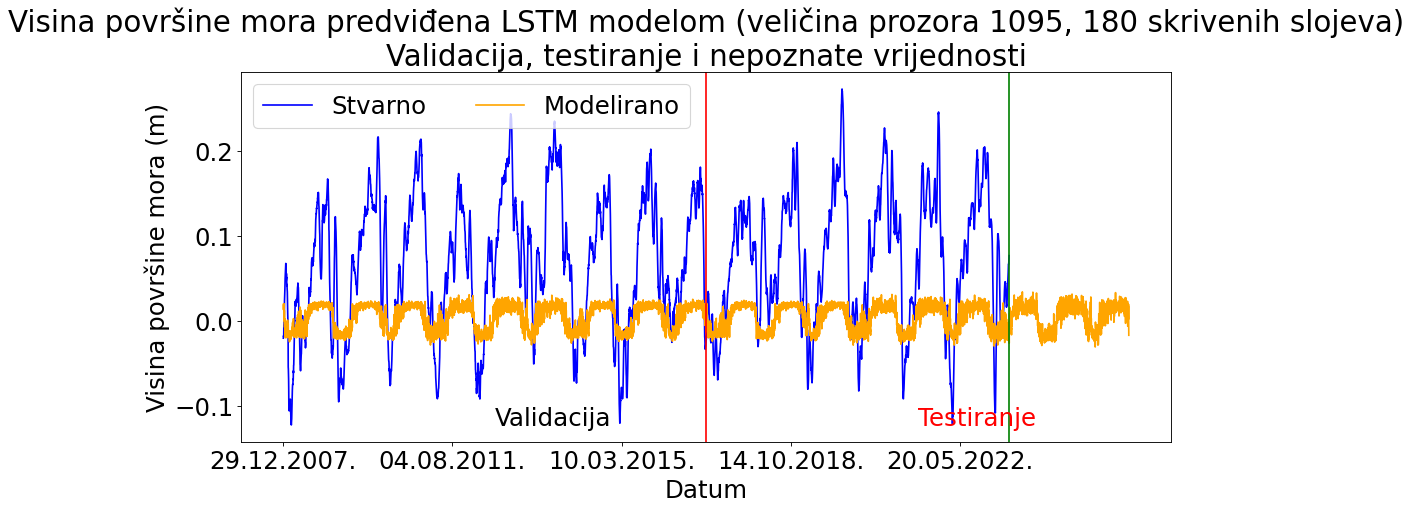 Visina površine mora predviđena LSTM modelom (veličina prozora 1095, 180 skrivenih slojeva)
Validacija, testiranje i nepoznate vrijednosti
Stvarno
Modelirano
Visina površine mora (m)
0.2
0.1
0.0
−0.1
Validacija
Testiranje
29.12.2007.
04.08.2011.
10.03.2015.
14.10.2018.
20.05.2022.
Datum